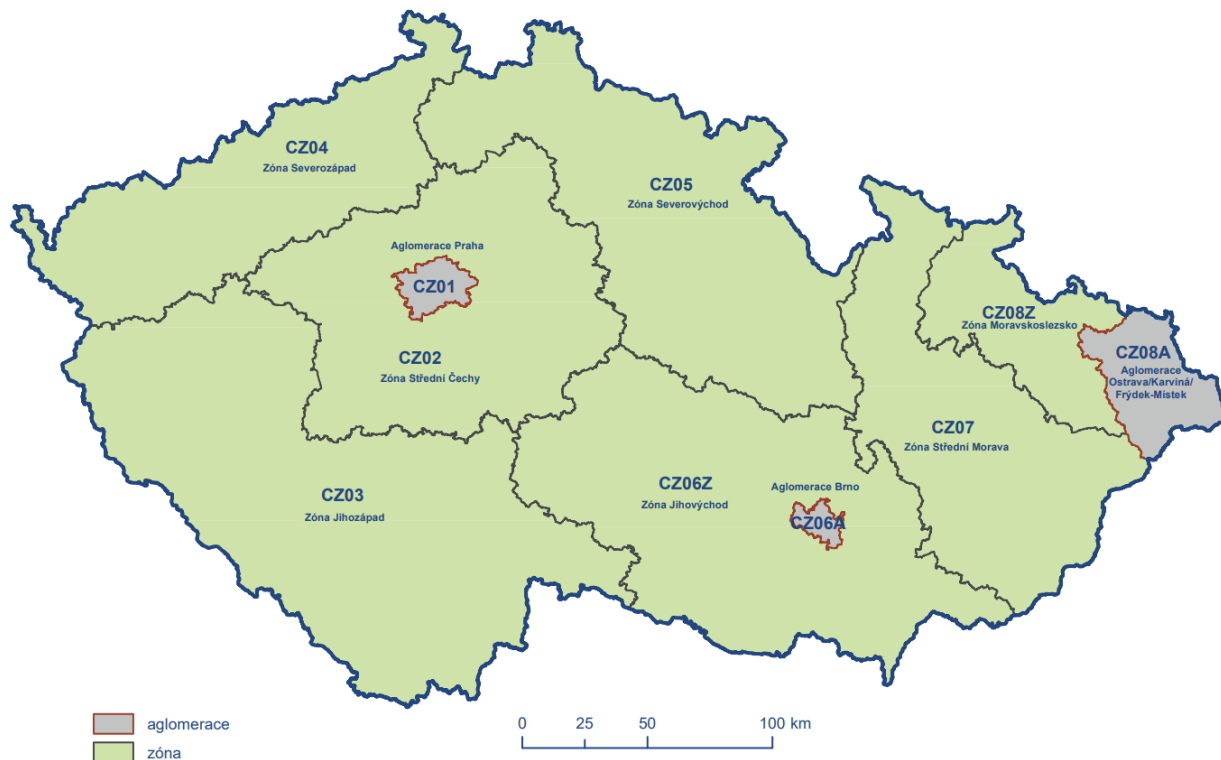 CZ04
Zóna Severozápad
CZ05
Zóna Severovýchod
Aglomerace Praha
CZ01
CZ02
Zóna Střední Čechy
CZ08Z
Zóna Moravskoslezsko
CZ08A
Aglomerace
Ostrava/Karviná/
Frýdek-Místek
CZ07
Zóna Střední Morava
CZ03
Zóna Jihozápad
CZ06Z
Zóna Jihovýchod
Aglomerace Brno
CZ06A
aglomerace
zóna
0 25 50 100 km